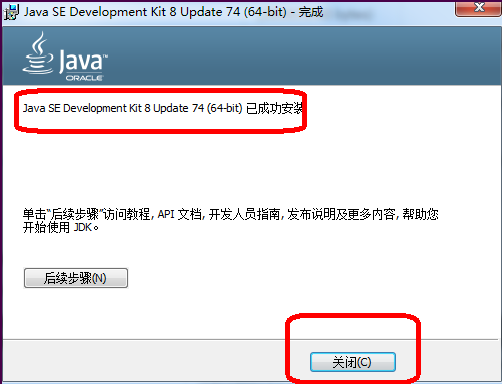 Java SE Development Kit 8 Update 74 (64-bit) - 完成
Java™
ORACLE
Java SE Development Kit 8 Update 74 (64-bit) 已成功安装
单击“后续步骤”访问教程, API 文档, 开发人员指南, 发布说明及更多内容, 帮助您
开始使用 JDK。
后续步骤(N)
关闭(C)